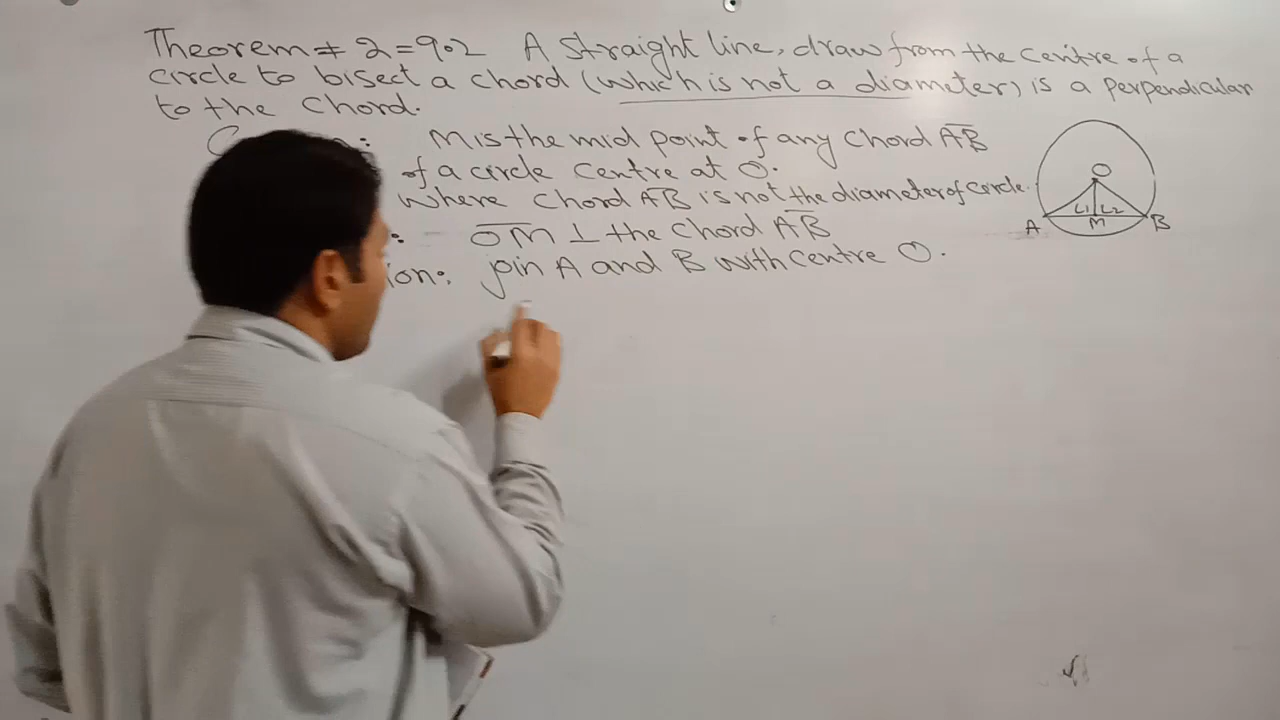 Theorem # 2 = 9.2 A straight line, draw from the centre of a
circle to bisect a chord (which is not a diameter) is a perpendicular
to the chord.
: M is the mid point of any chord AB
of a circle centre at O.
where chord AB is not the diameter of circle.
: OM ⊥ the chord AB
ion: join A and B with centre O.
O
L1 L2
A M B